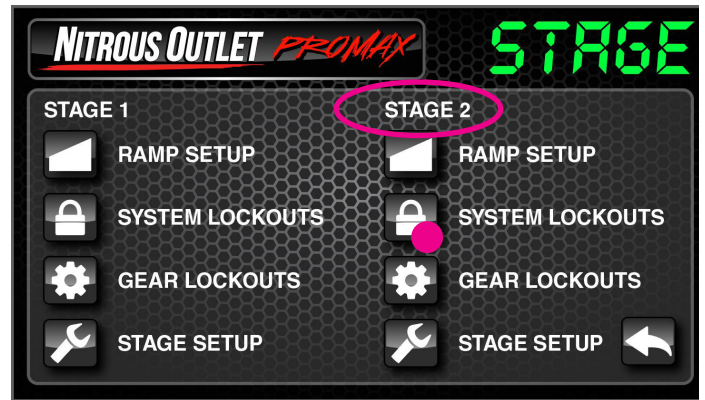 NITROUS OUTLET PROMAX
STAGE
STAGE 1
RAMP SETUP
SYSTEM LOCKOUTS
GEAR LOCKOUTS
STAGE SETUP
STAGE 2
RAMP SETUP
SYSTEM LOCKOUTS
GEAR LOCKOUTS
STAGE SETUP